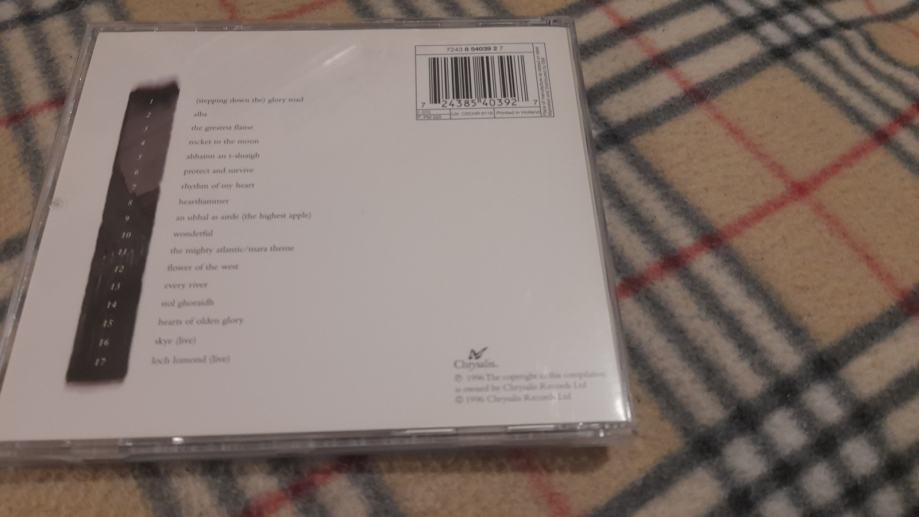 7243 8 54039 2 7
7 24385 40392 7
Printed in Holland
1 (stepping down the) glory road
2 alba
3 the greatest flame
4 rocket to the moon
5 abhainn an t-sluaigh
6 protect and survive
7 rhythm of my heart
8 hearthammer
9 an ubhal as airde (the highest apple)
10 wonderful
11 the mighty atlantic/mara theme
12 flower of the west
13 every river
14 siol ghoraidh
15 hearts of olden glory
16 skye (live)
17 loch lomond (live)
Chrysalis.
℗ 1996 The copyright in this compilation
is owned by Chrysalis Records Ltd
© 1996 Chrysalis Records Ltd